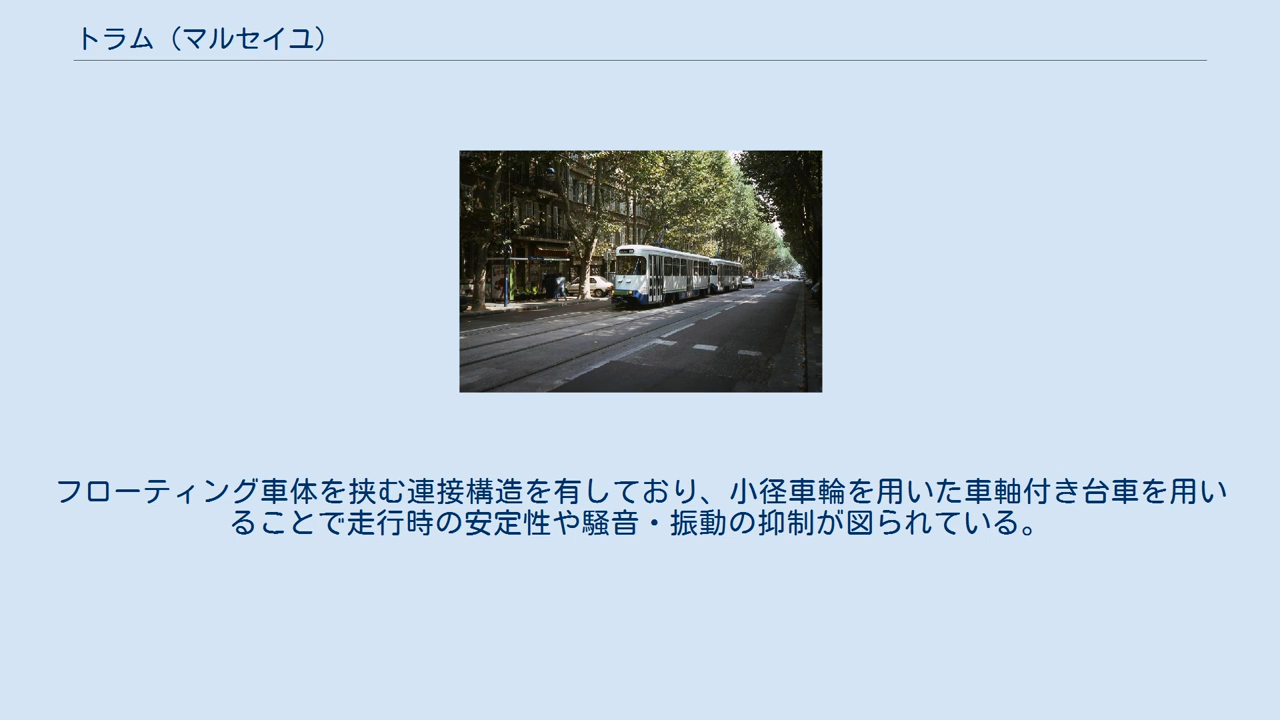 トラム（マルセイユ）
フローティング車体を挟む連接構造を有しており、小径車輪を用いた車軸付き台車を用い
ることで走行時の安定性や騒音・振動の抑制が図られている。